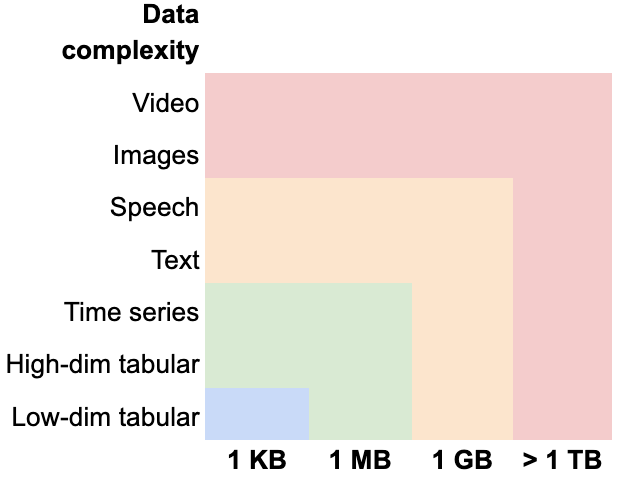 Data
complexity
Video
Images
Speech
Text
Time series
High-dim tabular
Low-dim tabular
1 KB 1 MB 1 GB > 1 TB